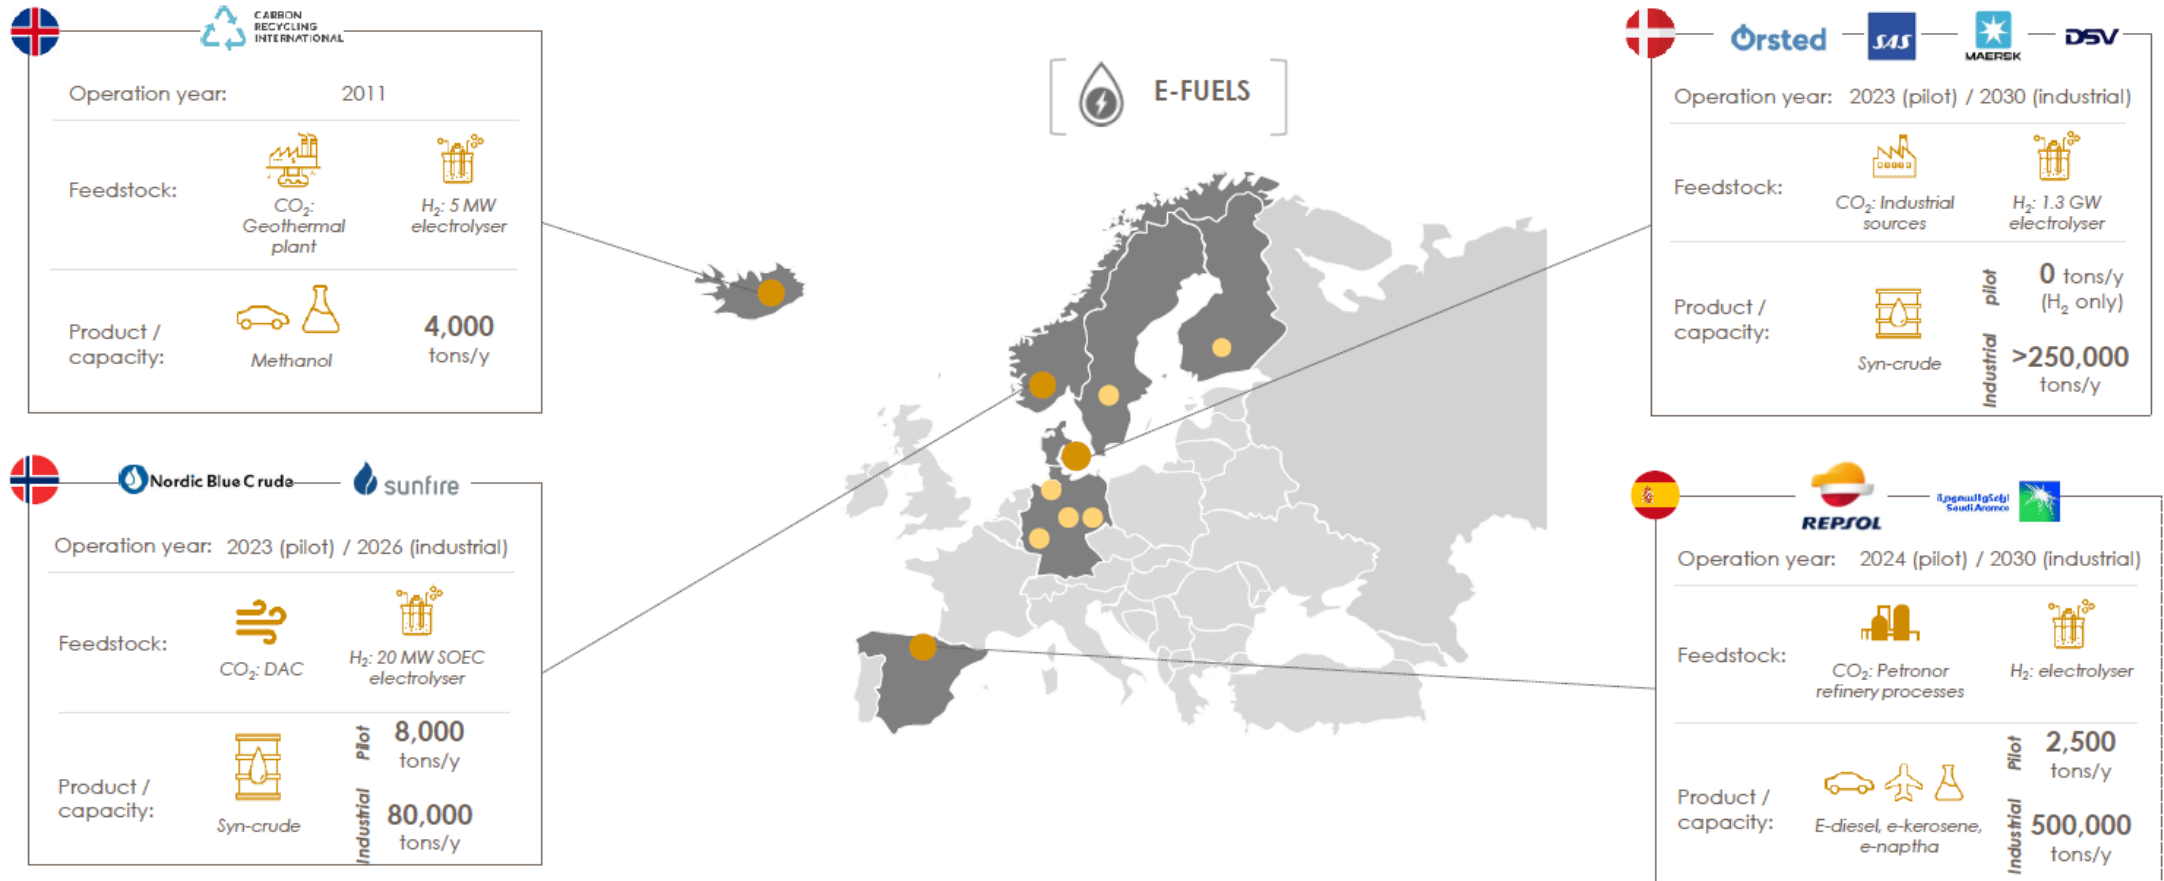 CARBON
RECYCLING
INTERNATIONAL
Operation year: 2011
Feedstock:
CO₂:
Geothermal
plant
H₂: 5 MW
electrolyser
Product /
capacity:
Methanol
4,000
tons/y
E-FUELS
Ørsted
SAS
MAERSK
DSV
Operation year: 2023 (pilot) / 2030 (industrial)
Feedstock:
CO₂: Industrial
sources
H₂: 1.3 GW
electrolyser
Product /
capacity:
Syn-crude
pilot
0 tons/y
(H₂ only)
Industrial
>250,000
tons/y
Nordic Blue Crude
sunfire
Operation year: 2023 (pilot) / 2026 (industrial)
Feedstock:
CO₂: DAC
H₂: 20 MW SOEC
electrolyser
Product /
capacity:
Syn-crude
Pilot
8,000
tons/y
Industrial
80,000
tons/y
REPSOL
أرامكو السعودية
Saudi Aramco
Operation year: 2024 (pilot) / 2030 (industrial)
Feedstock:
CO₂: Petronor
refinery processes
H₂: electrolyser
Product /
capacity:
E-diesel, e-kerosene,
e-naptha
Pilot
2,500
tons/y
Industrial
500,000
tons/y